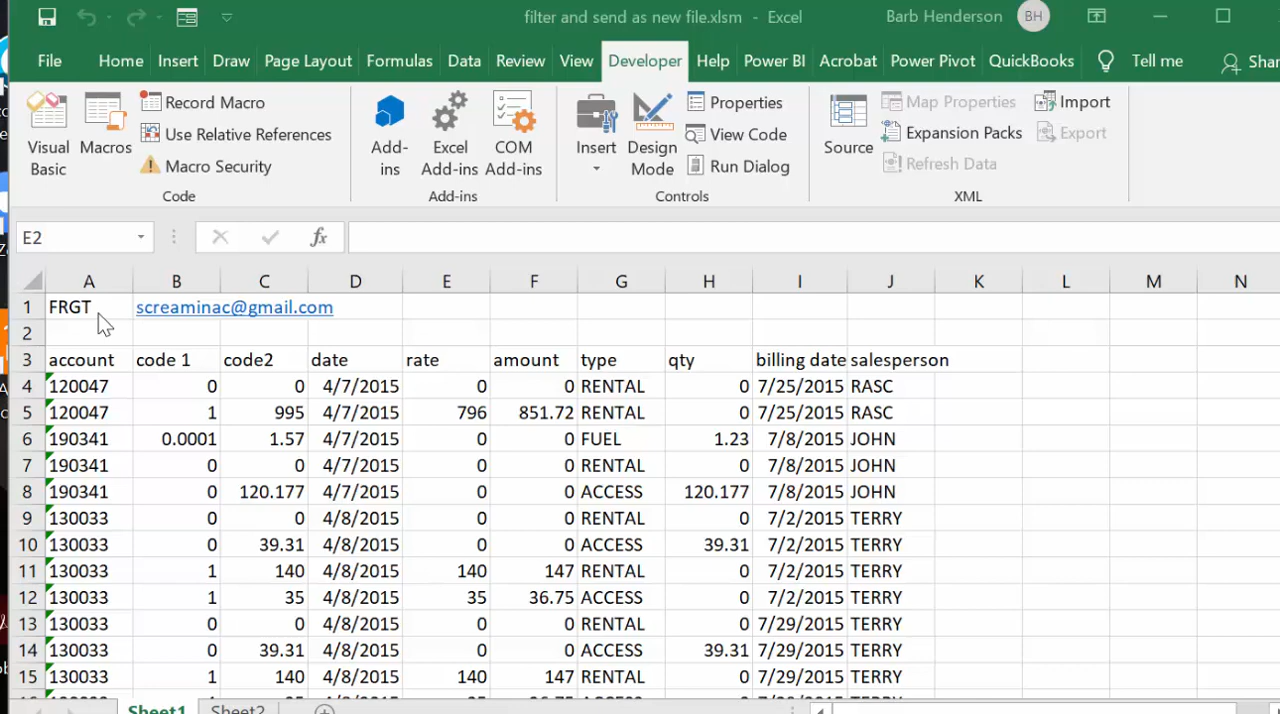 filter and send as new file.xlsm - Excel Barb Henderson BH
File Home Insert Draw Page Layout Formulas Data Review View Developer Help Power BI Acrobat Power Pivot QuickBooks Tell me Shar
Visual Basic
Macros
Record Macro
Use Relative References
Macro Security
Code
Add-ins
Excel Add-ins
COM Add-ins
Add-ins
Insert
Design Mode
Properties
View Code
Run Dialog
Controls
Source
Map Properties
Expansion Packs
Refresh Data
Import
Export
XML
E2 fx
A B C D E F G H I J K L M N
1 FRGT screaminac@gmail.com
2
3 account code 1 code2 date rate amount type qty billing date salesperson
4 120047 0 0 4/7/2015 0 0 RENTAL 0 7/25/2015 RASC
5 120047 1 995 4/7/2015 796 851.72 RENTAL 0 7/25/2015 RASC
6 190341 0.0001 1.57 4/7/2015 0 0 FUEL 1.23 7/8/2015 JOHN
7 190341 0 0 4/7/2015 0 0 RENTAL 0 7/8/2015 JOHN
8 190341 0 120.177 4/7/2015 0 0 ACCESS 120.177 7/8/2015 JOHN
9 130033 0 0 4/8/2015 0 0 RENTAL 0 7/2/2015 TERRY
10 130033 0 39.31 4/8/2015 0 0 ACCESS 39.31 7/2/2015 TERRY
11 130033 1 140 4/8/2015 140 147 RENTAL 0 7/2/2015 TERRY
12 130033 1 35 4/8/2015 35 36.75 ACCESS 0 7/2/2015 TERRY
13 130033 0 0 4/8/2015 0 0 RENTAL 0 7/29/2015 TERRY
14 130033 0 39.31 4/8/2015 0 0 ACCESS 39.31 7/29/2015 TERRY
15 130033 1 140 4/8/2015 140 147 RENTAL 0 7/29/2015 TERRY
Sheet1 Sheet2